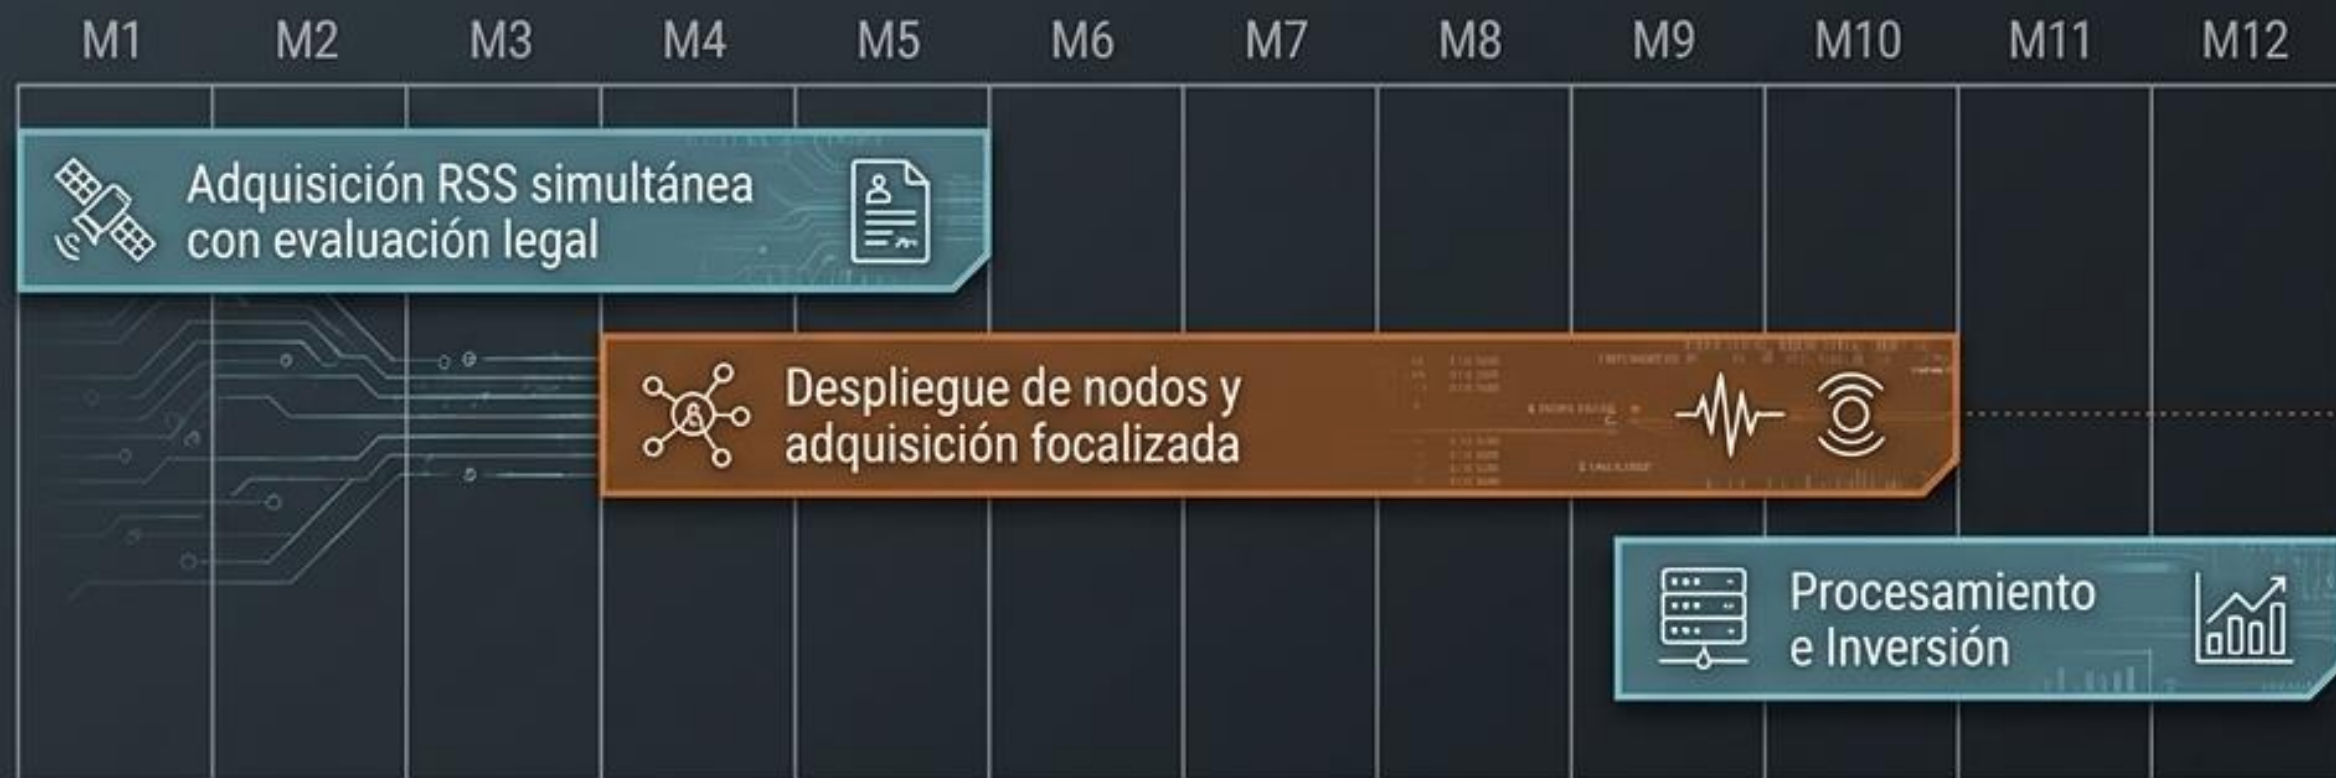 M1 M2 M3 M4 M5 M6 M7 M8 M9 M10 M11 M12
Adquisición RSS simultánea
con evaluación legal
Despliegue de nodos y
adquisición focalizada
Procesamiento
e Inversión